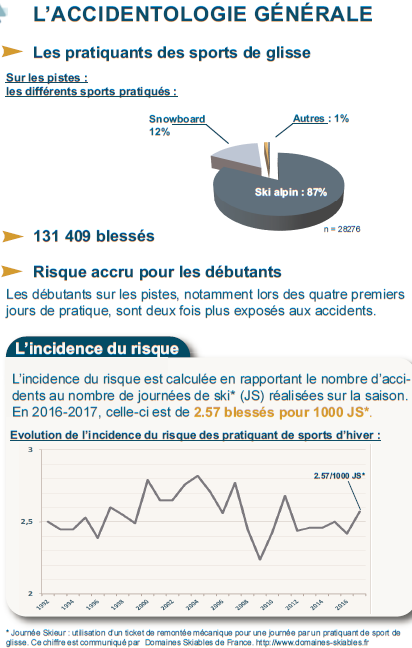 L’ACCIDENTOLOGIE GÉNÉRALE
Les pratiquants des sports de glisse
Sur les pistes :
les différents sports pratiqués :
Snowboard
12%
Autres : 1%
Ski alpin : 87%
n = 28276
131 409 blessés
Risque accru pour les débutants
Les débutants sur les pistes, notamment lors des quatre premiers
jours de pratique, sont deux fois plus exposés aux accidents.
L’incidence du risque
L’incidence du risque est calculée en rapportant le nombre d’acci-
dents au nombre de journées de ski* (JS) réalisées sur la saison.
En 2016-2017, celle-ci est de 2.57 blessés pour 1000 JS*.
Evolution de l’incidence du risque des pratiquant de sports d’hiver :
3
2.57/1000 JS*
2,5
2
1992 1994 1996 1998 2000 2002 2004 2006 2008 2010 2012 2014 2016
* Journée Skieur : utilisation d’un ticket de remontée mécanique pour une journée par un pratiquant de sport de
glisse. Ce chiffre est communiqué par Domaines Skiables de France. http://www.domaines-skiables.fr